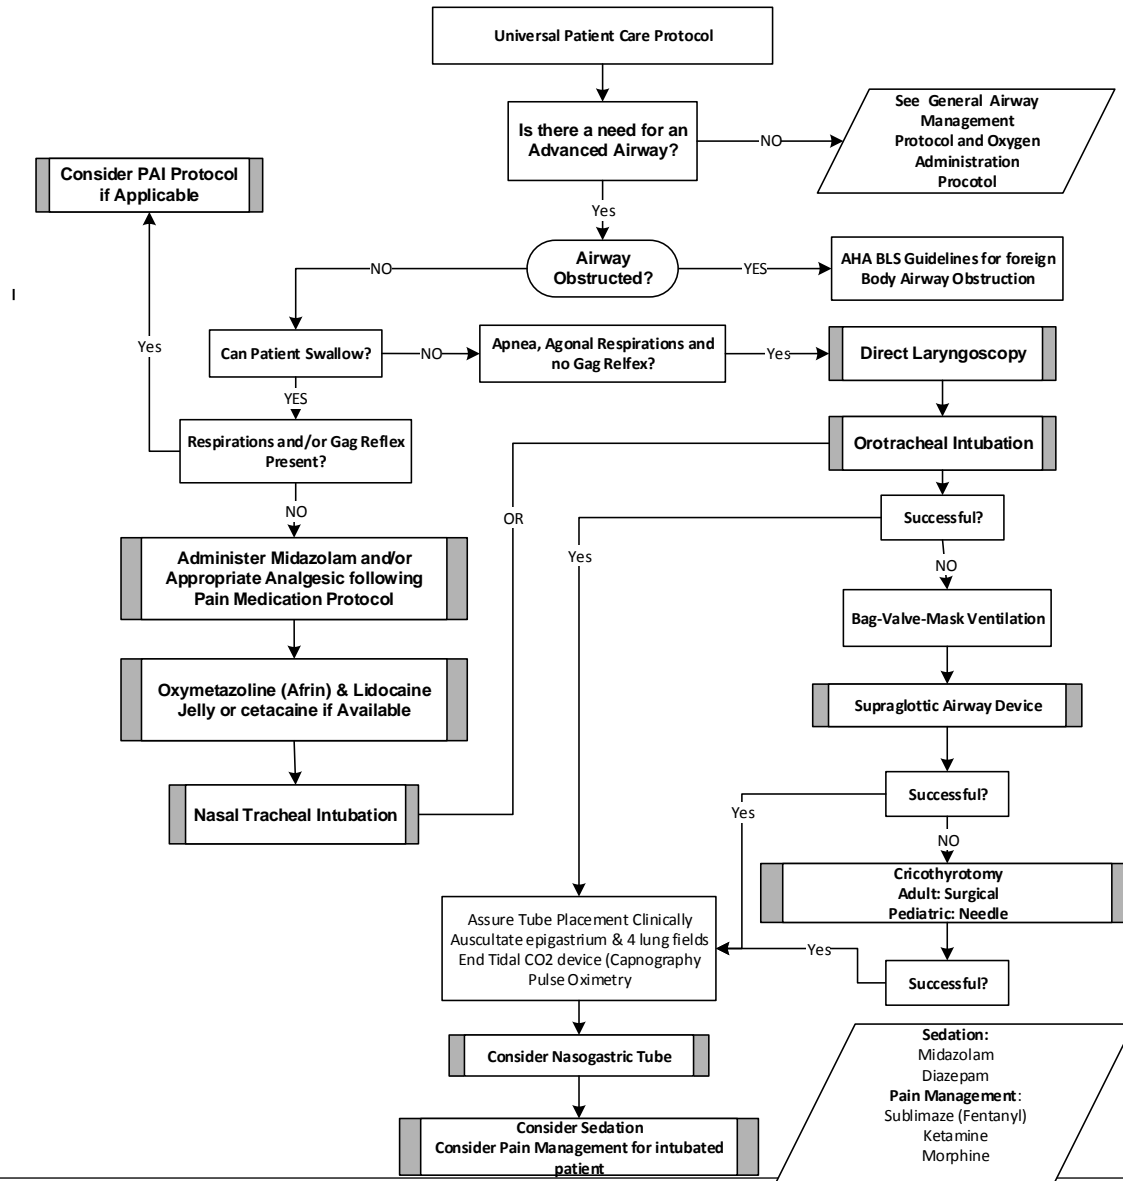 Universal Patient Care Protocol
Is there a need for an
Advanced Airway?
NO
See General Airway
Management
Protocol and Oxygen
Administration
Procotol
Consider PAI Protocol
if Applicable
Yes
Airway
Obstructed?
NO
YES
AHA BLS Guidelines for foreign
Body Airway Obstruction
I
Yes
Can Patient Swallow?
NO
Apnea, Agonal Respirations and
no Gag Relfex?
Yes
Direct Laryngoscopy
YES
Respirations and/or Gag Reflex
Present?
Orotracheal Intubation
NO
OR
Successful?
Yes
NO
Administer Midazolam and/or
Appropriate Analgesic following
Pain Medication Protocol
Bag-Valve-Mask Ventilation
Oxymetazoline (Afrin) & Lidocaine
Jelly or cetacaine if Available
Supraglottic Airway Device
Nasal Tracheal Intubation
Successful?
Yes
NO
Cricothyrotomy
Adult: Surgical
Pediatric: Needle
Assure Tube Placement Clinically
Auscultate epigastrium & 4 lung fields
End Tidal CO2 device (Capnography
Pulse Oximetry
Yes
Successful?
Consider Nasogastric Tube
Consider Sedation
Consider Pain Management for intubated
patient
Sedation:
Midazolam
Diazepam
Pain Management:
Sublimaze (Fentanyl)
Ketamine
Morphine